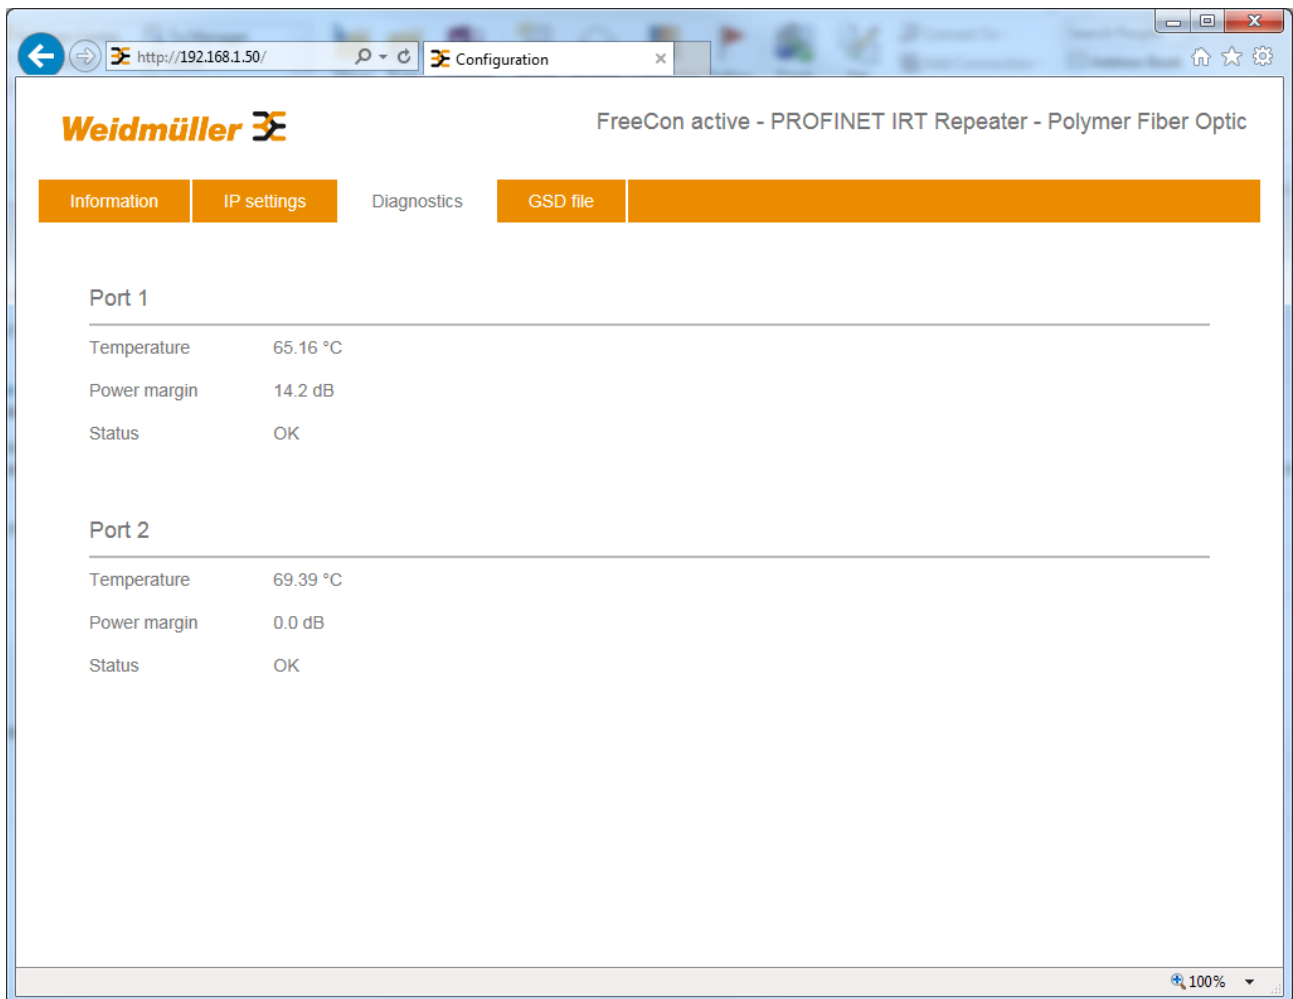 http://192.168.1.50/
Configuration
Weidmüller
FreeCon active - PROFINET IRT Repeater - Polymer Fiber Optic
Information IP settings Diagnostics GSD file
Port 1
Temperature 65.16 °C
Power margin 14.2 dB
Status OK
Port 2
Temperature 69.39 °C
Power margin 0.0 dB
Status OK
100%